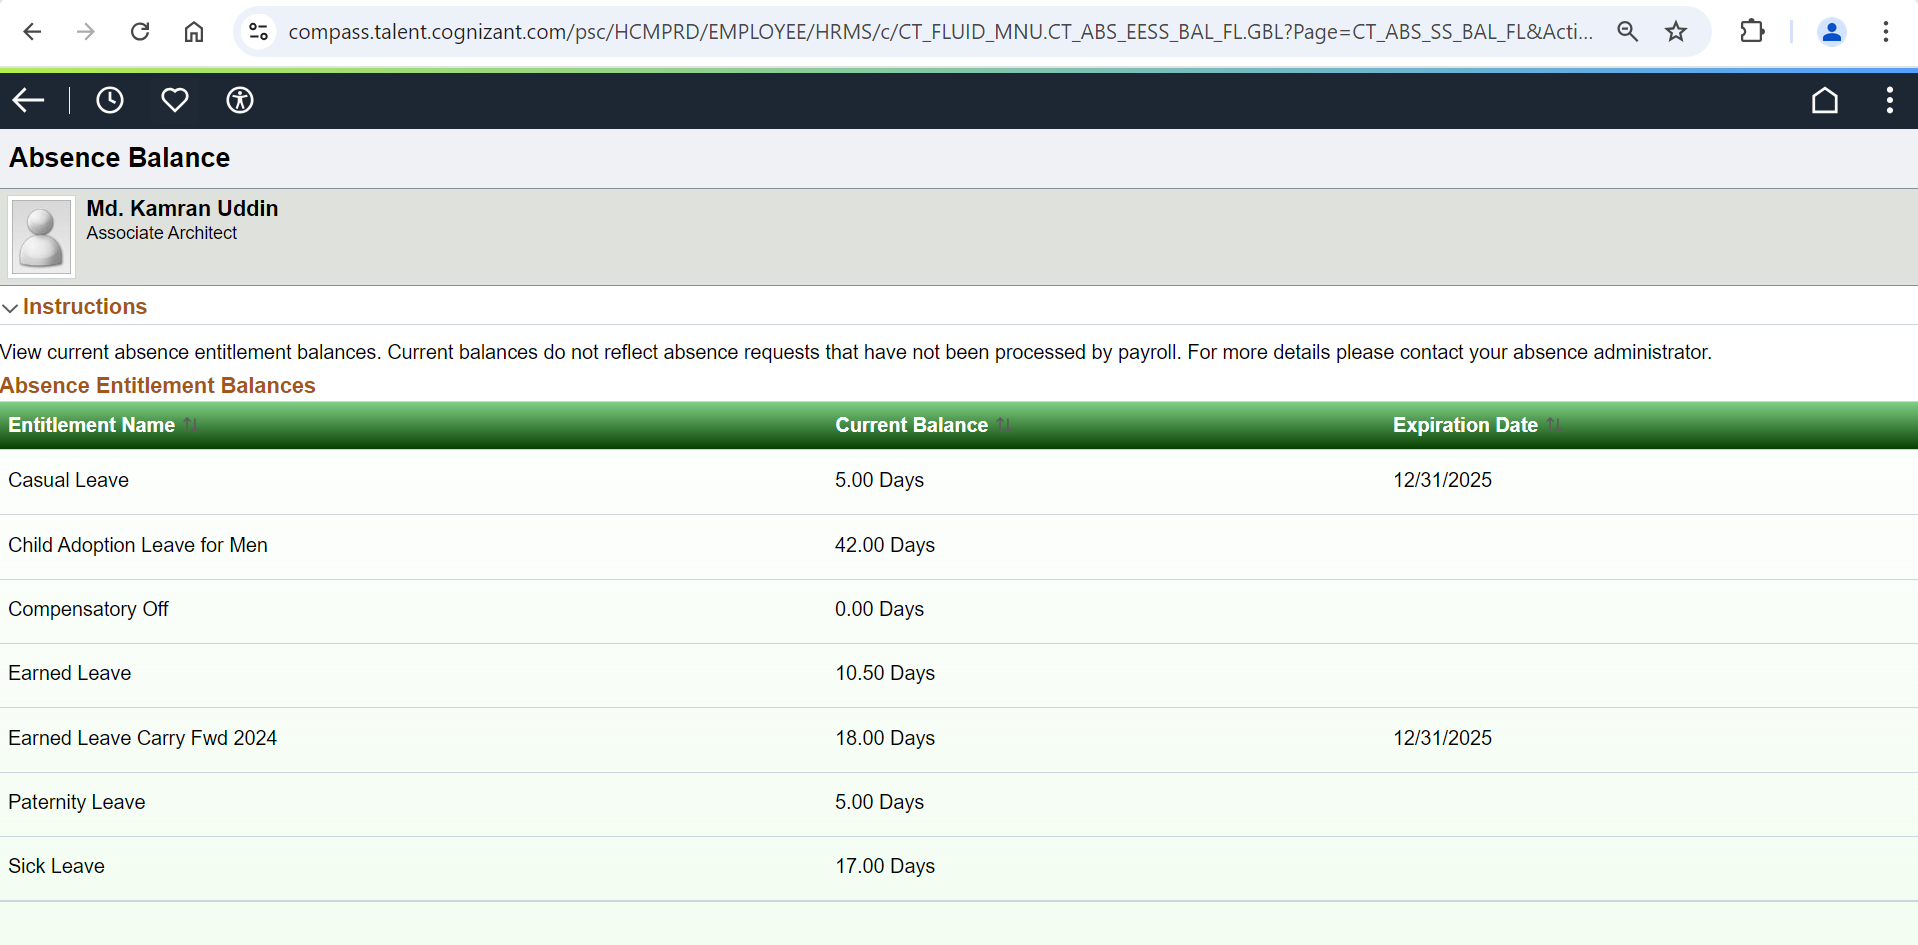 compass.talent.cognizant.com/psc/HCMPRD/EMPLOYEE/HRMS/c/CT_FLUID_MNU.CT_ABS_EESS_BAL_FL.GBL?Page=CT_ABS_SS_BAL_FL&Acti...
Absence Balance
Md. Kamran Uddin
Associate Architect
Instructions
View current absence entitlement balances. Current balances do not reflect absence requests that have not been processed by payroll. For more details please contact your absence administrator.
Absence Entitlement Balances
Entitlement Name Current Balance Expiration Date
Casual Leave 5.00 Days 12/31/2025
Child Adoption Leave for Men 42.00 Days
Compensatory Off 0.00 Days
Earned Leave 10.50 Days
Earned Leave Carry Fwd 2024 18.00 Days 12/31/2025
Paternity Leave 5.00 Days
Sick Leave 17.00 Days